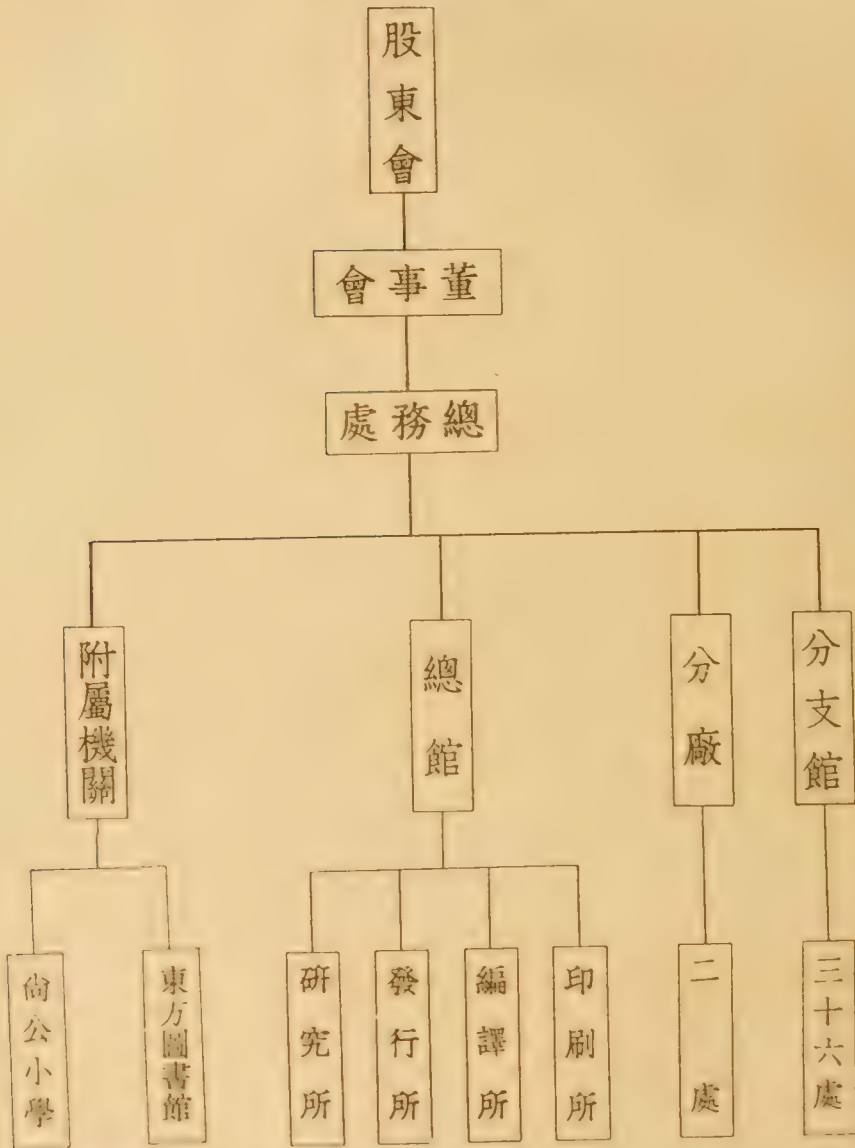 股東會
董事會
總務處
分支館
分廠
總館
附屬機關
三十六處
二處
印刷所
編譯所
發行所
研究所
東方圖書館
尚公小學